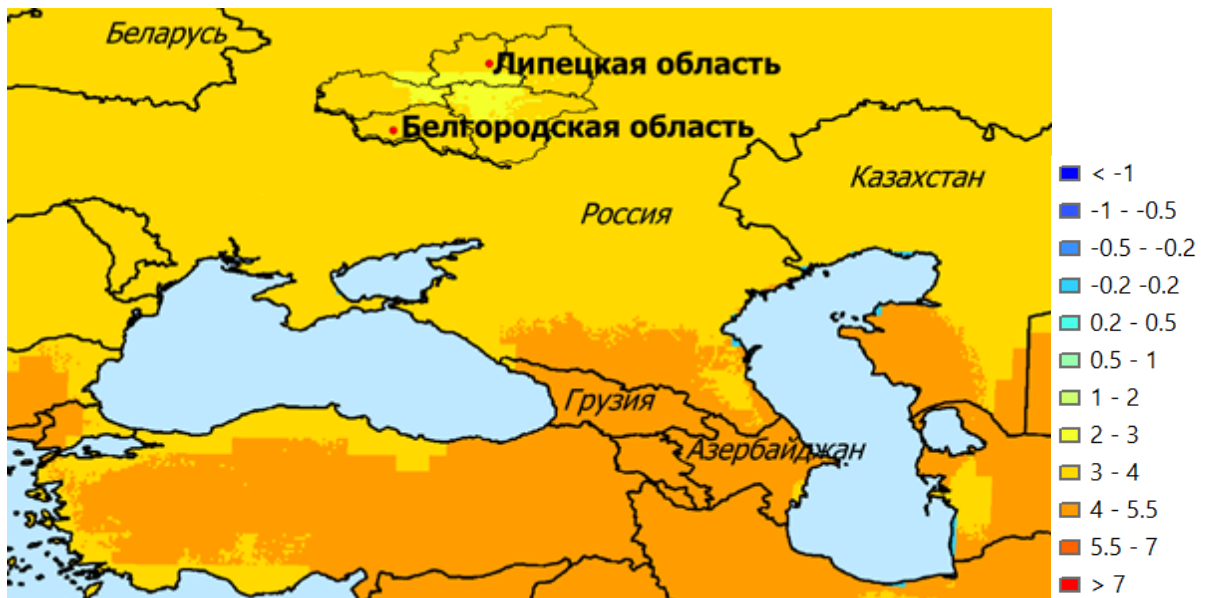 Беларусь
Липецкая область
Белгородская область
Казахстан
Россия
Грузия
Азербайджан
< -1
-1 - -0.5
-0.5 - -0.2
-0.2 -0.2
0.2 - 0.5
0.5 - 1
1 - 2
2 - 3
3 - 4
4 - 5.5
5.5 - 7
> 7